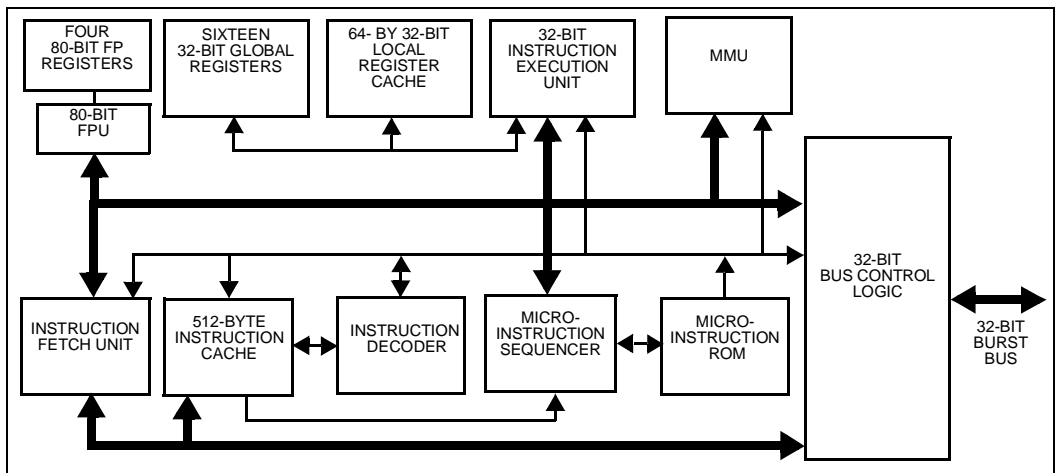 FOUR
80-BIT FP
REGISTERS
80-BIT
FPU
SIXTEEN
32-BIT GLOBAL
REGISTERS
64- BY 32-BIT
LOCAL
REGISTER
CACHE
32-BIT
INSTRUCTION
EXECUTION
UNIT
MMU
32-BIT
BUS CONTROL
LOGIC
32-BIT
BURST
BUS
INSTRUCTION
FETCH UNIT
512-BYTE
INSTRUCTION
CACHE
INSTRUCTION
DECODER
MICRO-
INSTRUCTION
SEQUENCER
MICRO-
INSTRUCTION
ROM